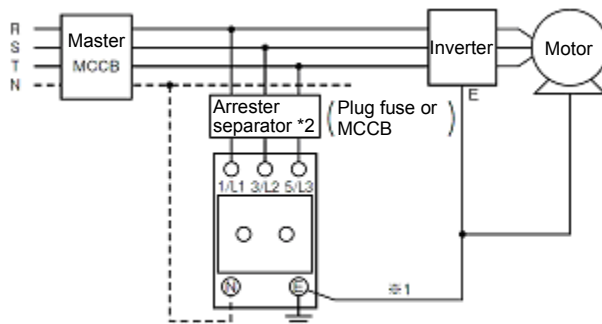 R
S
T
N
Master
MCCB
Inverter
Motor
E
Arrester
separator *2
(Plug fuse or
MCCB)
1/L1 3/L2 5/L3
N
E
※1